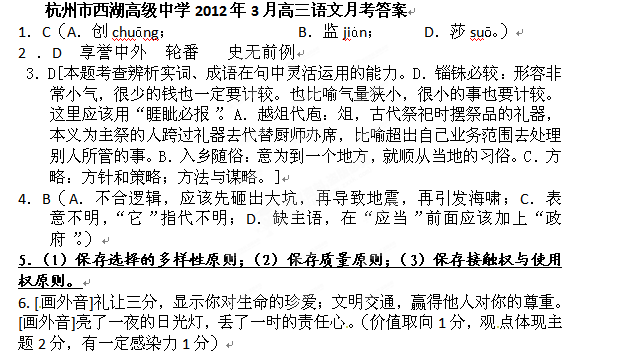 杭州市西湖高级中学2012年3月高三语文月考答案
1. C（A．创chuāng； B．监jiàn； D．莎suō。）
2．D 享誉中外 轮番 史无前例
3．D[本题考查辨析实词、成语在句中灵活运用的能力。D．锱铢必较：形容非
常小气，很少的钱也一定要计较。也比喻气量狭小，很小的事也要计较。
这里应该用“睚眦必报”。A．越俎代庖：俎，古代祭祀时摆祭品的礼器，
本义为主祭的人跨过礼器去代替厨师办席，比喻超出自己业务范围去处理
别人所管的事。B．入乡随俗：意为到一个地方，就顺从当地的习俗。C．方
略：方针和策略；方法与谋略。]
4．B（A．不合逻辑，应该先砸出大坑，再导致地震，再引发海啸；C．表
意不明，“它”指代不明；D．缺主语，在“应当”前面应该加上“政
府”。）
5．（1）保存选择的多样性原则；（2）保存质量原则；（3）保存接触权与使用
权原则。
6. [画外音]礼让三分，显示你对生命的珍爱；文明交通，赢得他人对你的尊重。
[画外音]亮了一夜的日光灯，丢了一时的责任心。（价值取向1分，观点体现主
题2分，有一定感染力1分）